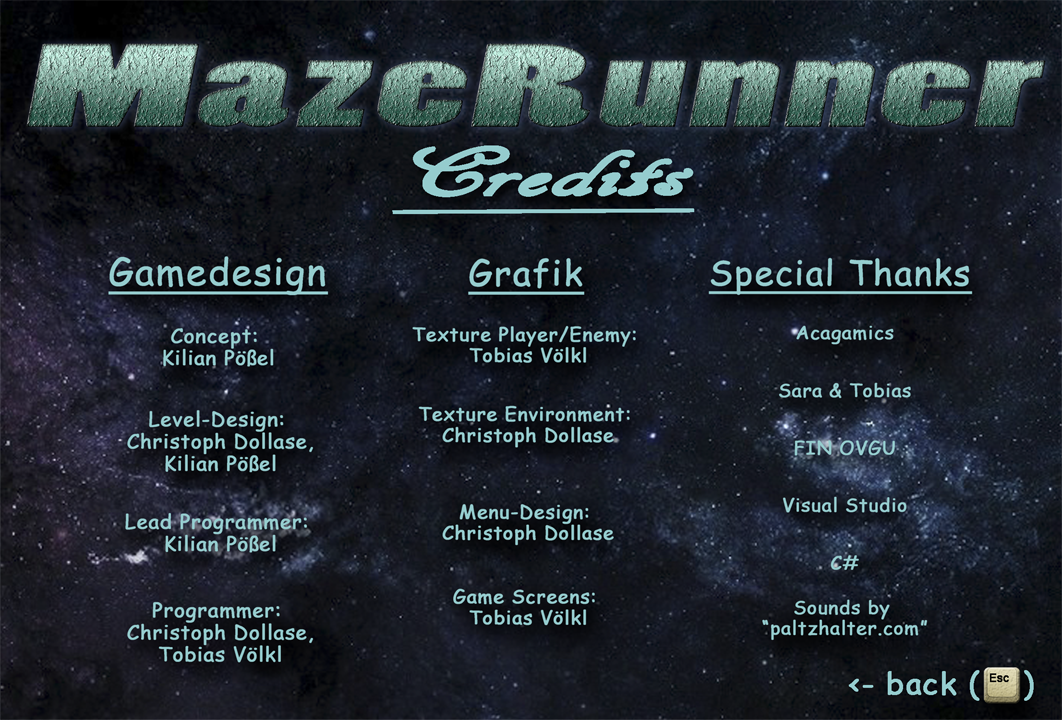 MazeRunner
Credits
Gamedesign
Concept:
Kilian Pößel
Level-Design:
Christoph Dollase,
Kilian Pößel
Lead Programmer:
Kilian Pößel
Programmer:
Christoph Dollase,
Tobias Völkl
Grafik
Texture Player/Enemy:
Tobias Völkl
Texture Environment:
Christoph Dollase
Menu-Design:
Christoph Dollase
Game Screens:
Tobias Völkl
Special Thanks
Acagamics
Sara & Tobias
FIN OVGU
Visual Studio
C#
Sounds by
“paltzhalter.com”
<- back (Esc)